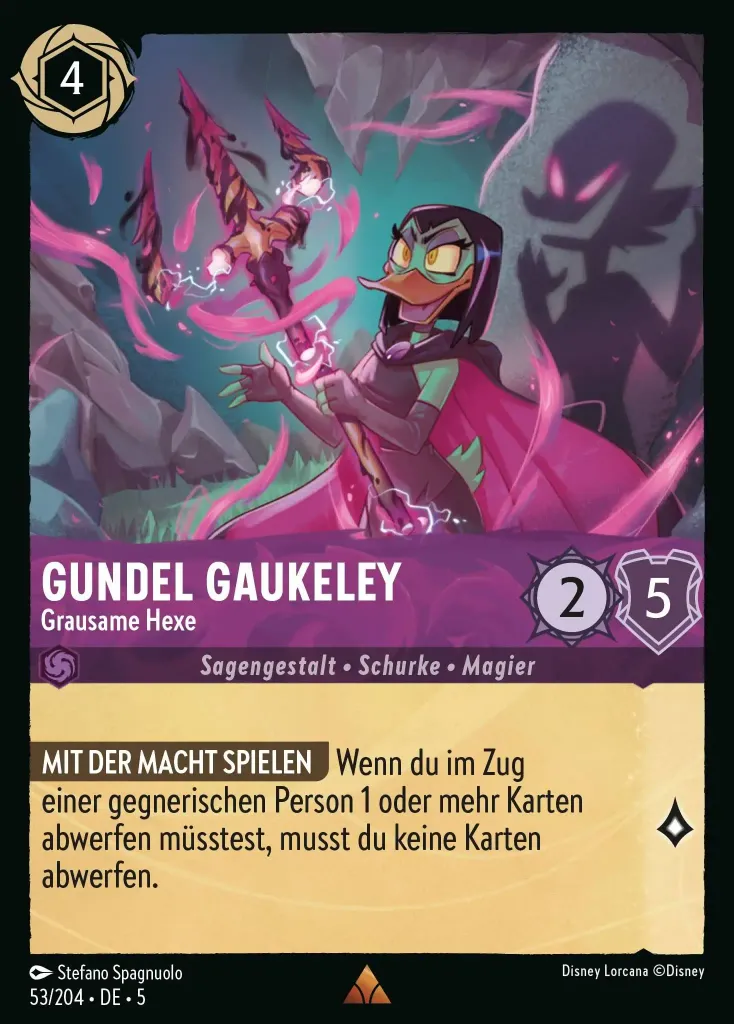 4
GUNDEL GAUKELEY
Grausame Hexe
2
5
Sagengestalt • Schurke • Magier
MIT DER MACHT SPIELEN Wenn du im Zug
einer gegnerischen Person 1 oder mehr Karten
abwerfen müsstest, musst du keine Karten
abwerfen.
Stefano Spagnuolo
Disney Lorcana ©Disney
53/204 • DE • 5